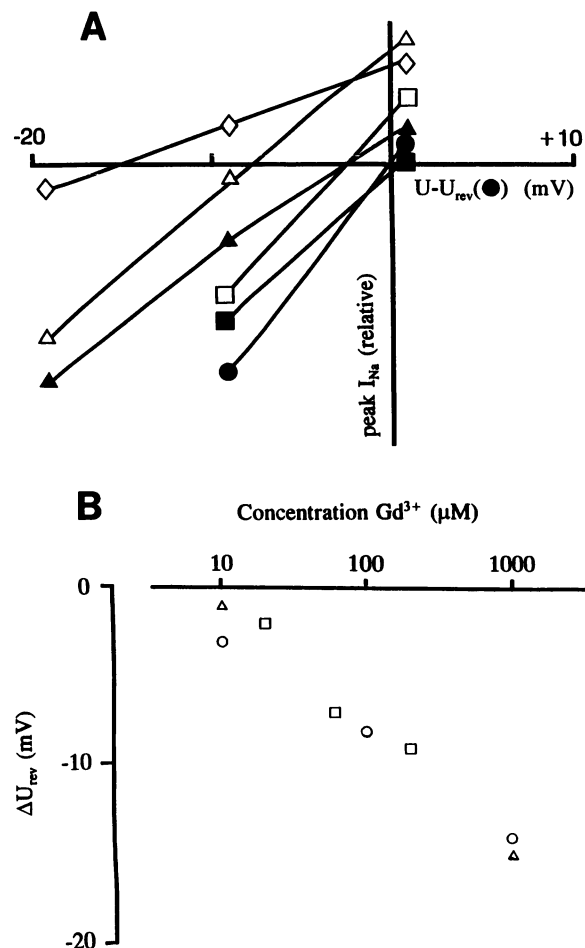 A
-20
+10
U-U_rev(●) (mV)
peak I_Na (relative)
B
Concentration Gd³⁺ (μM)
10
100
1000
0
-10
-20
ΔU_rev (mV)